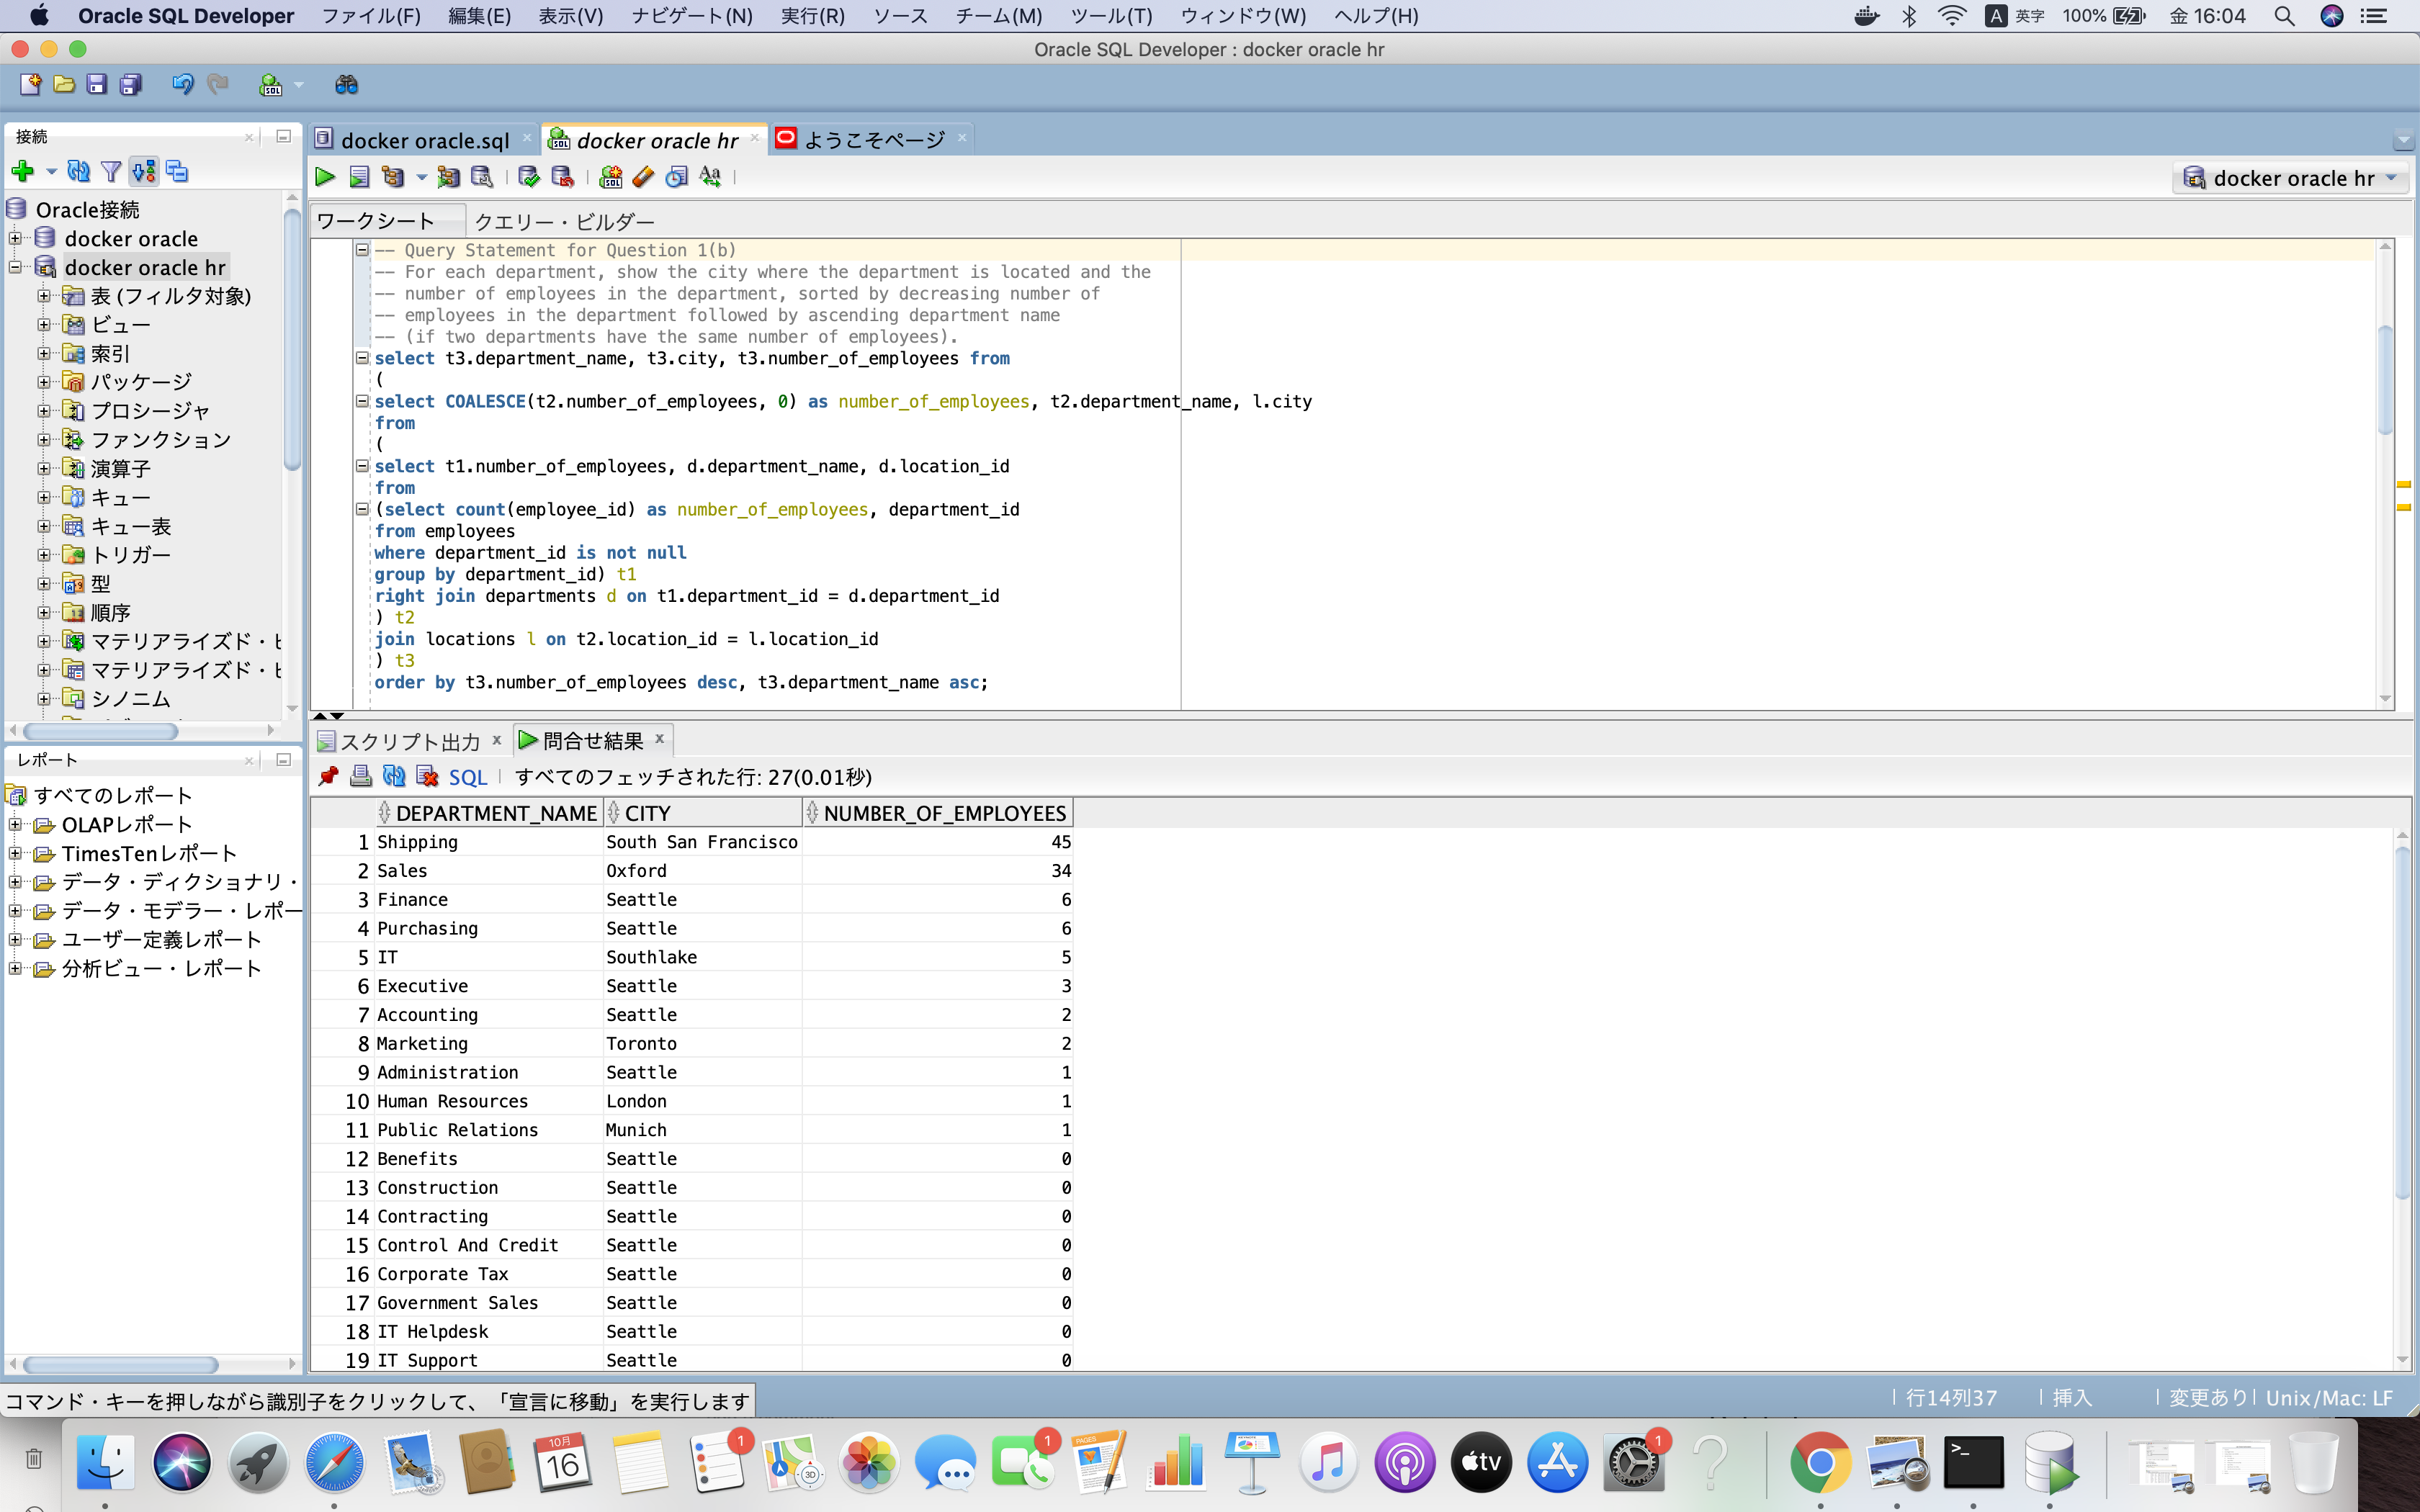 Oracle SQL Developer ファイル(F) 編集(E) 表示(V) ナビゲート(N) 実行(R) ソース チーム(M) ツール(T) ウィンドウ(W) ヘルプ(H) A 英字 100% 金 16:04
Oracle SQL Developer : docker oracle hr
接続
docker oracle.sql docker oracle hr ようこそページ
docker oracle hr
ワークシート クエリー・ビルダー
Oracle接続
docker oracle
docker oracle hr
表 (フィルタ対象)
ビュー
索引
パッケージ
プロシージャ
ファンクション
演算子
キュー
キュー表
トリガー
型
順序
マテリアライズド・ビ
マテリアライズド・ビ
シノニム
-- Query Statement for Question 1(b)
-- For each department, show the city where the department is located and the
-- number of employees in the department, sorted by decreasing number of
-- employees in the department followed by ascending department name
-- (if two departments have the same number of employees).
select t3.department_name, t3.city, t3.number_of_employees from
(
select COALESCE(t2.number_of_employees, 0) as number_of_employees, t2.department_name, l.city
from
(
select t1.number_of_employees, d.department_name, d.location_id
from
(select count(employee_id) as number_of_employees, department_id
from employees
where department_id is not null
group by department_id) t1
right join departments d on t1.department_id = d.department_id
) t2
join locations l on t2.location_id = l.location_id
) t3
order by t3.number_of_employees desc, t3.department_name asc;
レポート
すべてのレポート
OLAPレポート
TimesTenレポート
データ・ディクショナリ・
データ・モデラー・レポー
ユーザー定義レポート
分析ビュー・レポート
スクリプト出力 x 問合せ結果 x
SQL すべてのフェッチされた行: 27(0.01秒)
DEPARTMENT_NAME CITY NUMBER_OF_EMPLOYEES
1 Shipping South San Francisco 45
2 Sales Oxford 34
3 Finance Seattle 6
4 Purchasing Seattle 6
5 IT Southlake 5
6 Executive Seattle 3
7 Accounting Seattle 2
8 Marketing Toronto 2
9 Administration Seattle 1
10 Human Resources London 1
11 Public Relations Munich 1
12 Benefits Seattle 0
13 Construction Seattle 0
14 Contracting Seattle 0
15 Control And Credit Seattle 0
16 Corporate Tax Seattle 0
17 Government Sales Seattle 0
18 IT Helpdesk Seattle 0
19 IT Support Seattle 0
コマンド・キーを押しながら識別子をクリックして、「宣言に移動」を実行します
行14列37 挿入 変更あり Unix/Mac: LF
10月
16
1
3D
1
PAGES
tv
1
>_